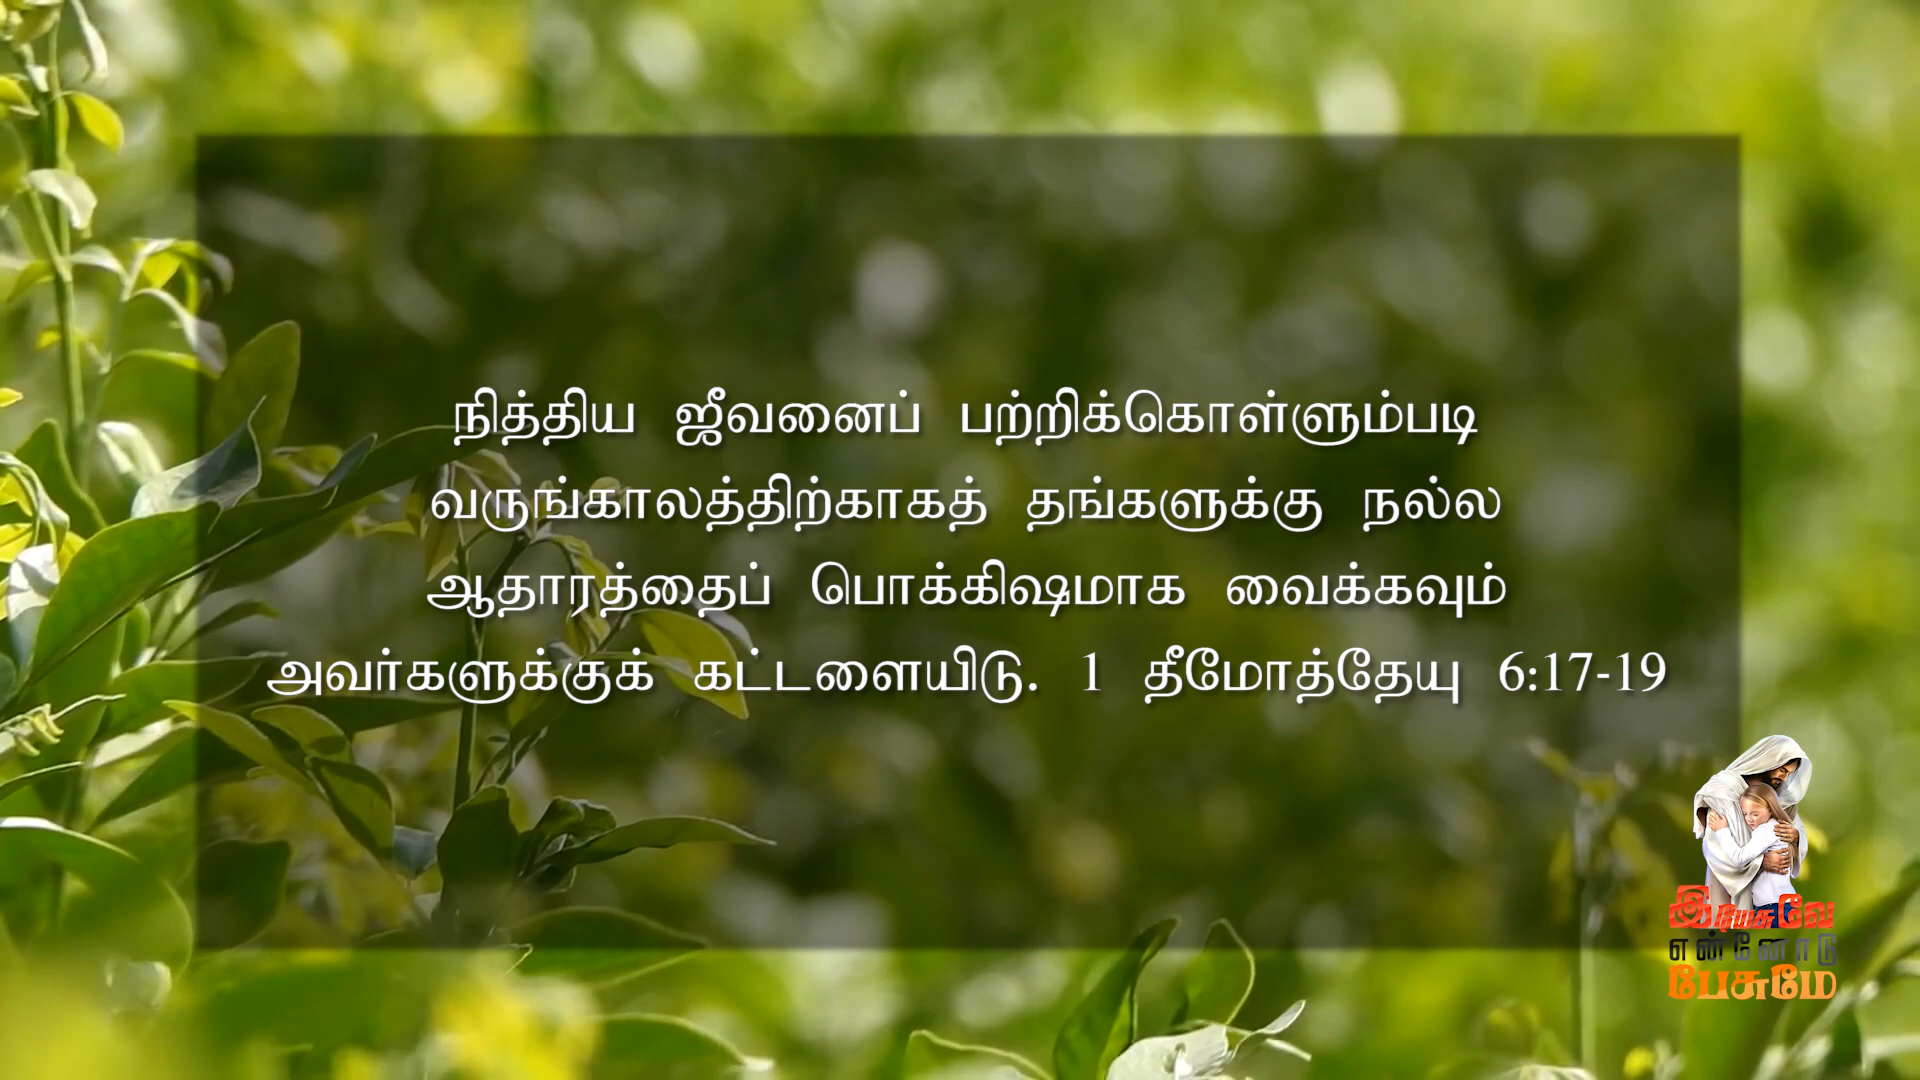 நித்திய ஜீவனைப் பற்றிக்கொள்ளும்படி
வருங்காலத்திற்காகத் தங்களுக்கு நல்ல
ஆதாரத்தைப் பொக்கிஷமாக வைக்கவும்
அவர்களுக்குக் கட்டளையிடு. 1 தீமோத்தேயு 6:17-19
இயேசுவே
என்னோடு
பேசுமே